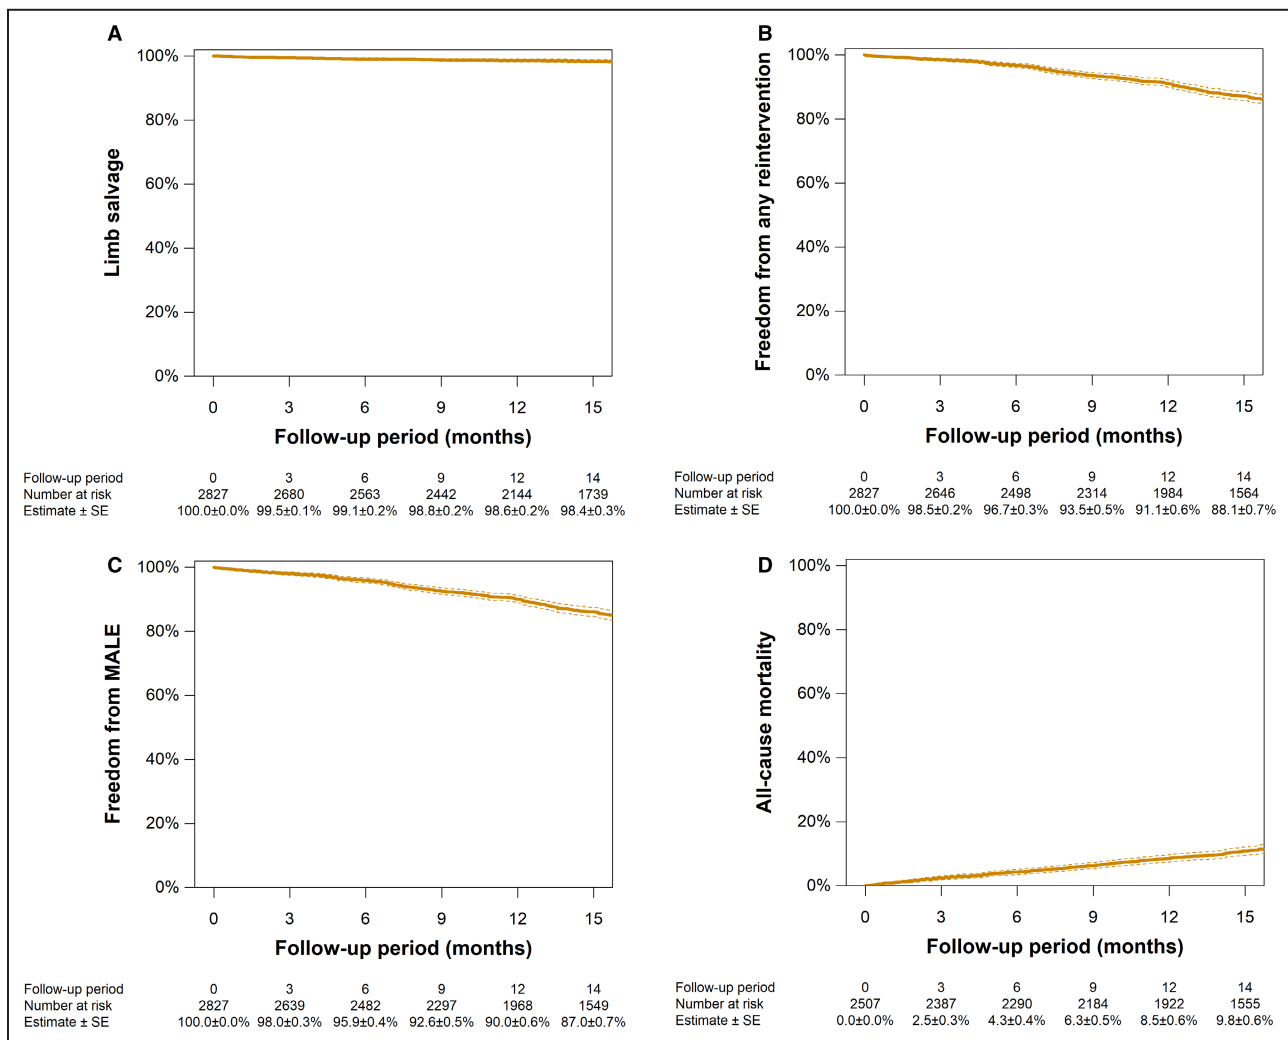 A
Limb salvage
100%
80%
60%
40%
20%
0%
0 3 6 9 12 15
Follow-up period (months)
Follow-up period 0 3 6 9 12 14
Number at risk 2827 2680 2563 2442 2144 1739
Estimate ± SE 100.0±0.0% 99.5±0.1% 99.1±0.2% 98.8±0.2% 98.6±0.2% 98.4±0.3%
B
Freedom from any reintervention
100%
80%
60%
40%
20%
0%
0 3 6 9 12 15
Follow-up period (months)
Follow-up period 0 3 6 9 12 14
Number at risk 2827 2646 2498 2314 1984 1564
Estimate ± SE 100.0±0.0% 98.5±0.2% 96.7±0.3% 93.5±0.5% 91.1±0.6% 88.1±0.7%
C
Freedom from MALE
100%
80%
60%
40%
20%
0%
0 3 6 9 12 15
Follow-up period (months)
Follow-up period 0 3 6 9 12 14
Number at risk 2827 2639 2482 2297 1968 1549
Estimate ± SE 100.0±0.0% 98.0±0.3% 95.9±0.4% 92.6±0.5% 90.0±0.6% 87.0±0.7%
D
All-cause mortality
100%
80%
60%
40%
20%
0%
0 3 6 9 12 15
Follow-up period (months)
Follow-up period 0 3 6 9 12 14
Number at risk 2507 2387 2290 2184 1922 1555
Estimate ± SE 0.0±0.0% 2.5±0.3% 4.3±0.4% 6.3±0.5% 8.5±0.6% 9.8±0.6%